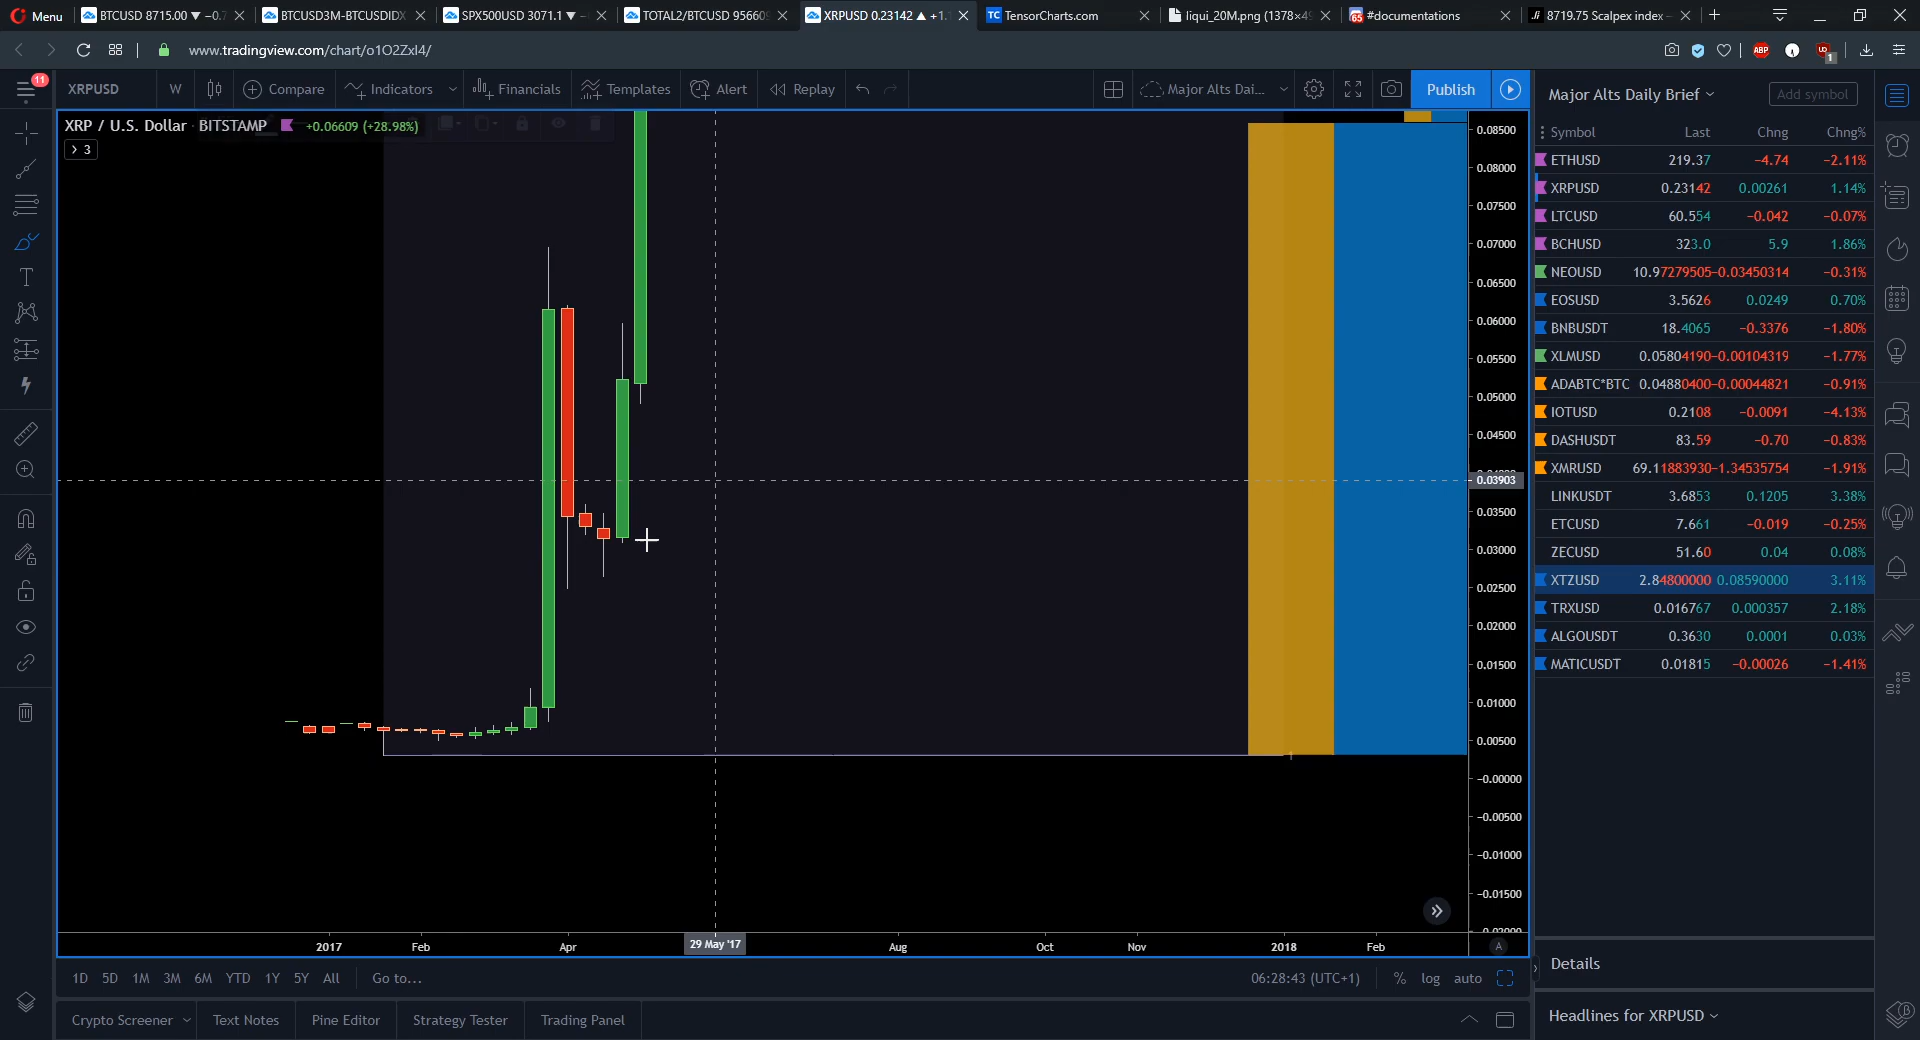 Menu
BTCUSD 8715.00 ▼ −0.7
BTCUSD3M-BTCUSDIDX
SPX500USD 3071.1 ▼
TOTAL2/BTCUSD 95660
XRPUSD 0.23142 ▲ +1.
TC TensorCharts.com
liqui_20M.png (1378×49
#documentations
8719.75 Scalpex index -
www.tradingview.com/chart/o1O2Zxl4/
ABP
1
11
XRPUSD
W
Compare
Indicators
Financials
Templates
Alert
Replay
Major Alts Dai...
Publish
Major Alts Daily Brief
Add symbol
XRP / U.S. Dollar · BITSTAMP +0.06609 (+28.98%)
> 3
Symbol Last Chng Chng%
ETHUSD 219.37 −4.74 −2.11%
XRPUSD 0.23142 0.00261 1.14%
LTCUSD 60.554 −0.042 −0.07%
BCHUSD 323.0 5.9 1.86%
NEOUSD 10.97279505 −0.03450314 −0.31%
EOSUSD 3.5626 0.0249 0.70%
BNBUSDT 18.4065 −0.3376 −1.80%
XLMUSD 0.05804190 −0.00104319 −1.77%
ADABTC*BTC 0.04880400 −0.00044821 −0.91%
IOTUSD 0.2108 −0.0091 −4.13%
DASHUSDT 83.59 −0.70 −0.83%
XMRUSD 69.11883930 −1.34535754 −1.91%
LINKUSDT 3.6853 0.1205 3.38%
ETCUSD 7.661 −0.019 −0.25%
ZECUSD 51.60 0.04 0.08%
XTZUSD 2.84800000 0.08590000 3.11%
TRXUSD 0.016767 0.000357 2.18%
ALGOUSDT 0.3630 0.0001 0.03%
MATICUSDT 0.01815 −0.00026 −1.41%
0.08500
0.08000
0.07500
0.07000
0.06500
0.06000
0.05500
0.05000
0.04500
0.03903
0.03500
0.03000
0.02500
0.02000
0.01500
0.01000
0.00500
−0.00000
−0.00500
−0.01000
−0.01500
2017 Feb Apr 29 May '17 Aug Oct Nov 2018 Feb A
1D 5D 1M 3M 6M YTD 1Y 5Y All Go to...
06:28:43 (UTC+1) % log auto
Details
Crypto Screener
Text Notes
Pine Editor
Strategy Tester
Trading Panel
Headlines for XRPUSD